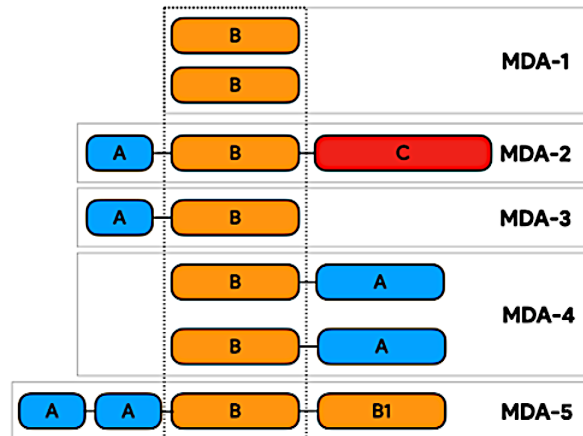 B
MDA-1
B
A B C MDA-2
A B MDA-3
B A
MDA-4
B A
A A B B1 MDA-5